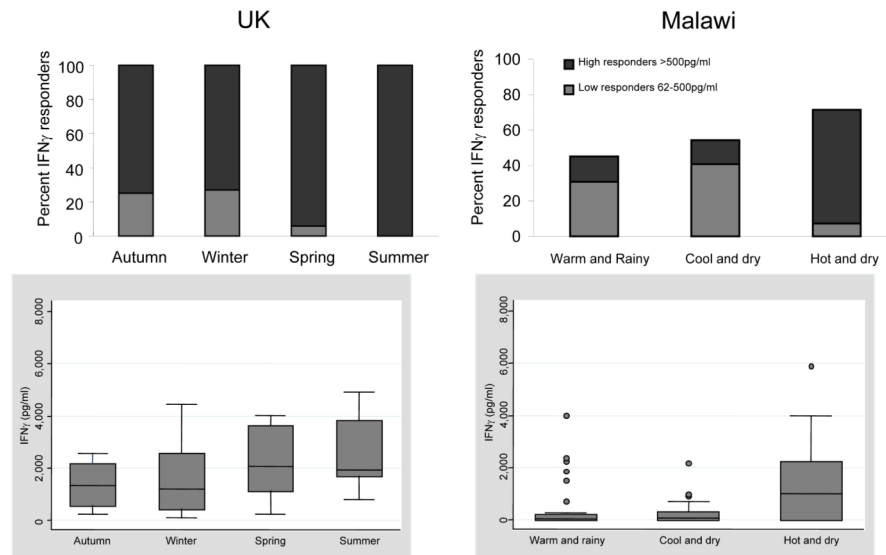 UK
Percent IFNγ responders
100
80
60
40
20
0
Autumn Winter Spring Summer
Malawi
Percent IFNγ responders
100
80
60
40
20
0
High responders >500pg/ml
Low responders 62-500pg/ml
Warm and Rainy Cool and dry Hot and dry
IFNγ (pg/ml)
8,000
6,000
4,000
2,000
0
Autumn Winter Spring Summer
IFNγ (pg/ml)
8,000
6,000
4,000
2,000
0
Warm and rainy Cool and dry Hot and dry